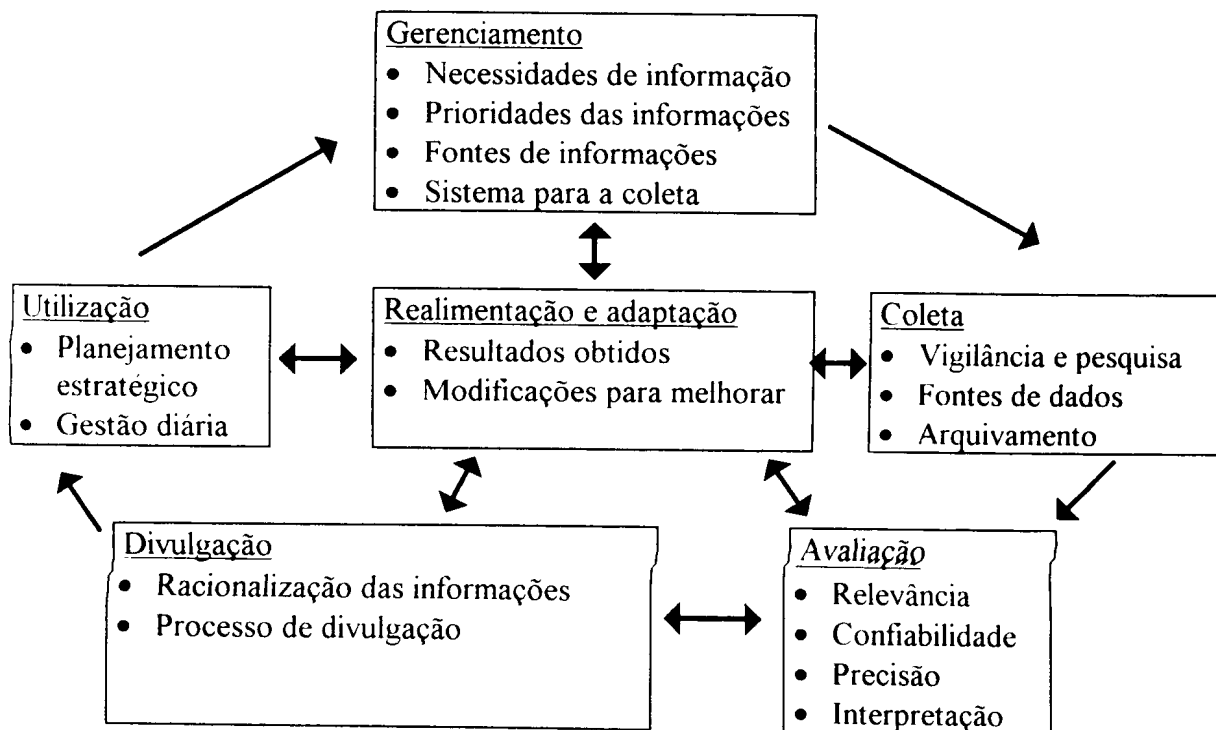 Gerenciamento
• Necessidades de informação
• Prioridades das informações
• Fontes de informações
• Sistema para a coleta
Utilização
• Planejamento
estratégico
• Gestão diária
Realimentação e adaptação
• Resultados obtidos
• Modificações para melhorar
Coleta
• Vigilância e pesquisa
• Fontes de dados
• Arquivamento
Divulgação
• Racionalização das informações
• Processo de divulgação
Avaliação
• Relevância
• Confiabilidade
• Precisão
• Interpretação